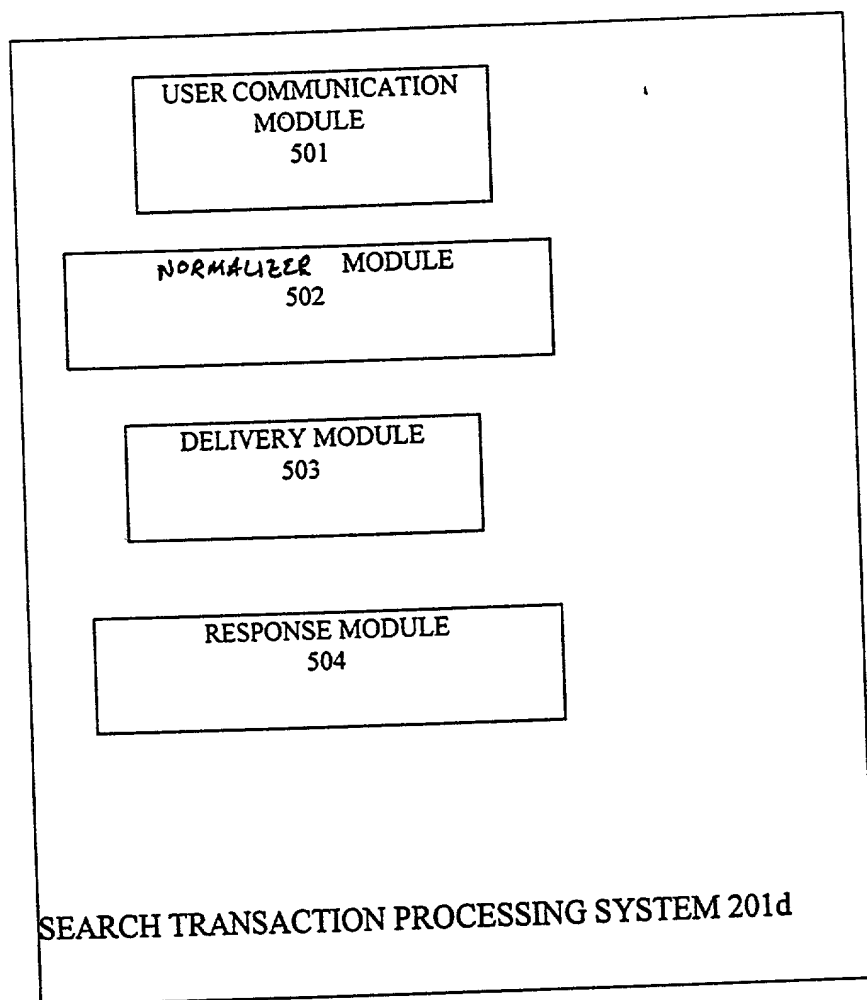 USER COMMUNICATION
MODULE
501
NORMALIZER MODULE
502
DELIVERY MODULE
503
RESPONSE MODULE
504
SEARCH TRANSACTION PROCESSING SYSTEM 201d